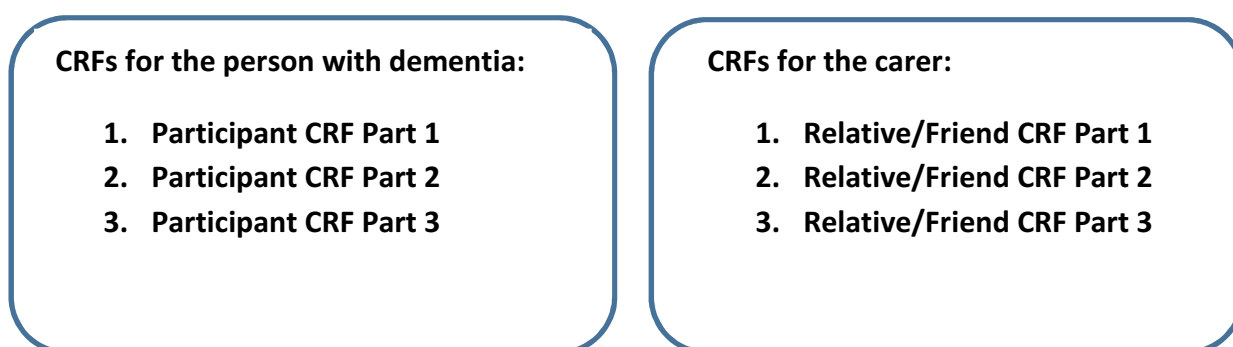 CRFs for the person with dementia:
1. Participant CRF Part 1
2. Participant CRF Part 2
3. Participant CRF Part 3
CRFs for the carer:
1. Relative/Friend CRF Part 1
2. Relative/Friend CRF Part 2
3. Relative/Friend CRF Part 3